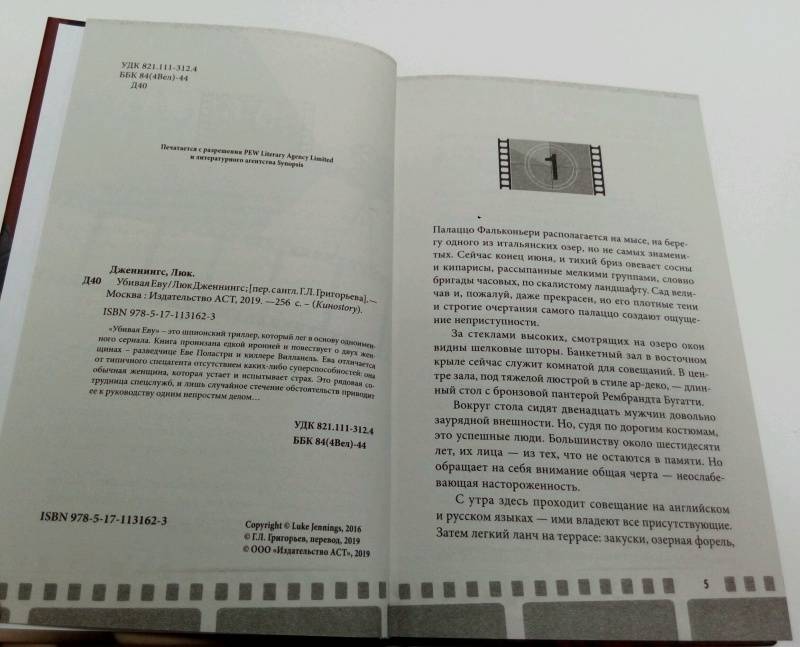 УДК 821.111-312.4
ББК 84(4Вел)-44
Д40
Печатается с разрешения PEW Literary Agency Limited
и литературного агентства Synopsis
Дженнингс, Люк.
Д40 Убивая Еву / Люк Дженнингс; [пер. с англ. Г.Л. Григорьева]. —
Москва : Издательство АСТ, 2019. —256 с. – (Kinostory).
ISBN 978-5-17-113162-3
«Убивая Еву» – это шпионский триллер, который лег в основу одноимен-
ного сериала. Книга пронизана едкой иронией и повествует о двух жен-
щинах – разведчице Еве Поластри и киллере Вилланель. Ева отличается
от типичного спецагента отсутствием каких-либо суперспособностей: она
обычная женщина, которая устает и испытывает страх. Это рядовая со-
трудница спецслужб, и лишь случайное стечение обстоятельств приводит
ее к руководству одним непростым делом…
УДК 821.111-312.4
ББК 84(4Вел)-44
ISBN 978-5-17-113162-3
Copyright © Luke Jennings, 2016
© Г.Л. Григорьев, перевод, 2019
© ООО «Издательство АСТ», 2019
1
Палаццо Фальконьери располагается на мысе, на бере-
гу одного из итальянских озер, но не самых знамени-
тых. Сейчас конец июня, и тихий бриз овевает сосны
и кипарисы, рассыпанные мелкими группами, словно
бригады часовых, по скалистому ландшафту. Сад вели-
чав и, пожалуй, даже прекрасен, но его плотные тени
и строгие очертания самого палаццо создают ощуще-
ние неприступности.
За стеклами высоких, смотрящих на озеро окон
видны шелковые шторы. Банкетный зал в восточном
крыле сейчас служит комнатой для совещаний. В цен-
тре зала, под тяжелой люстрой в стиле ар-деко, — длин-
ный стол с бронзовой пантерой Рембрандта Бугатти.
Вокруг стола сидят двенадцать мужчин довольно
заурядной внешности. Но, судя по дорогим костюмам,
это успешные люди. Большинству около шестидесяти
лет, их лица — из тех, что не остаются в памяти. Но
обращает на себя внимание общая черта — неослабе-
вающая настороженность.
С утра здесь проходит совещание на английском
и русском языках — ими владеют все присутствующие.
Затем легкий ланч на террасе: закуски, озерная форель,
5